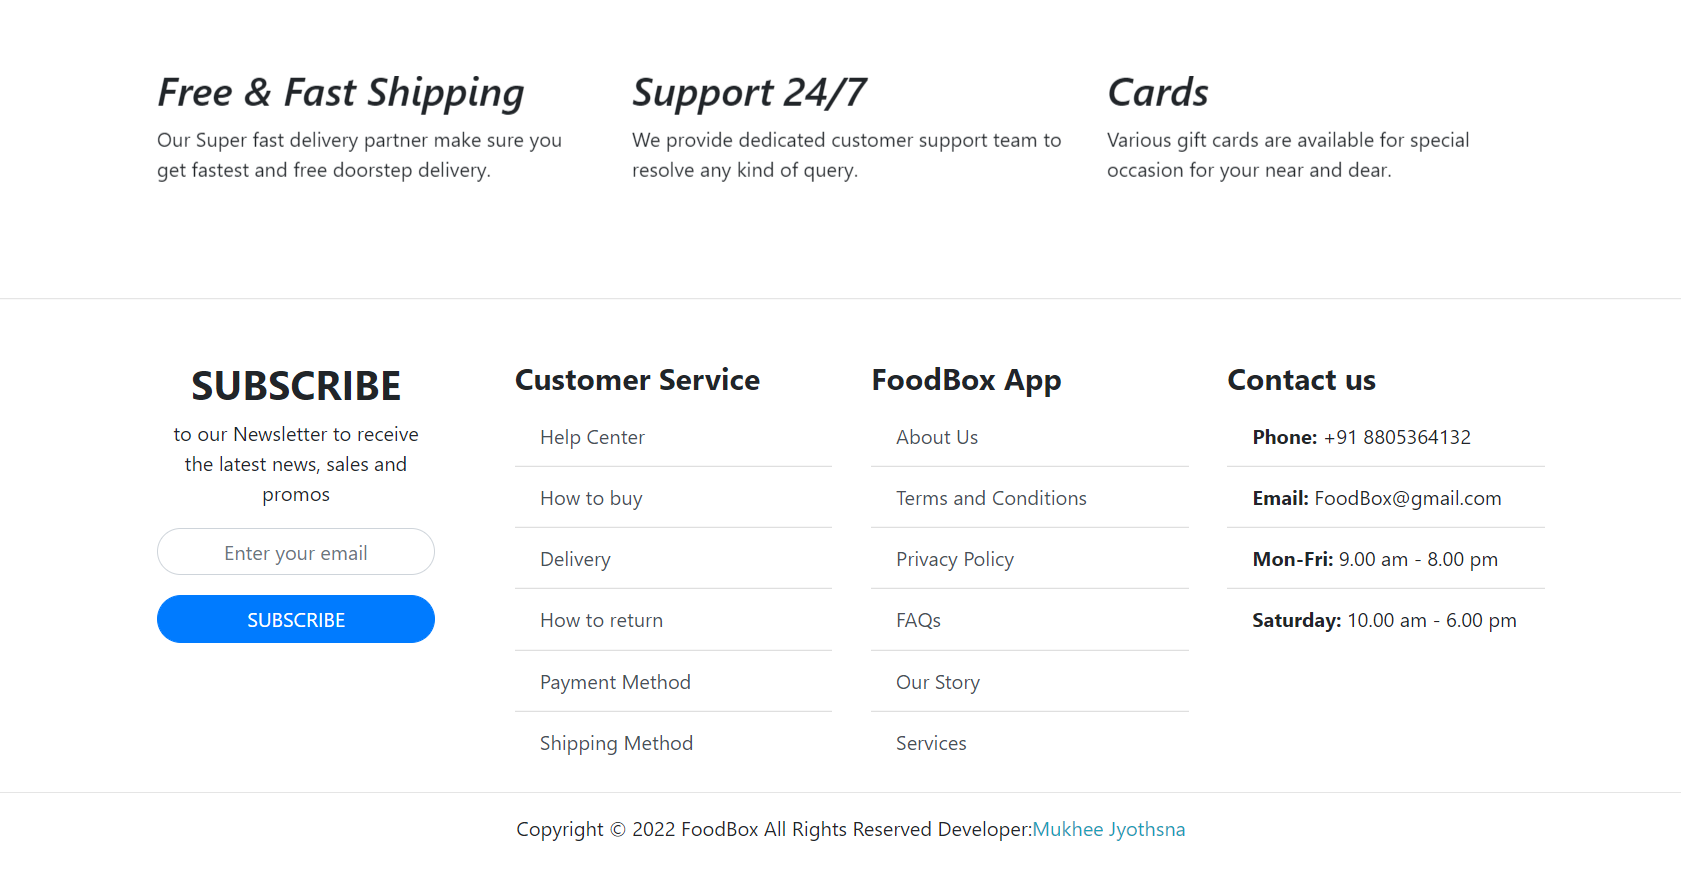 Free & Fast Shipping
Our Super fast delivery partner make sure you
get fastest and free doorstep delivery.
Support 24/7
We provide dedicated customer support team to
resolve any kind of query.
Cards
Various gift cards are available for special
occasion for your near and dear.
SUBSCRIBE
to our Newsletter to receive
the latest news, sales and
promos
Enter your email
SUBSCRIBE
Customer Service
Help Center
How to buy
Delivery
How to return
Payment Method
Shipping Method
FoodBox App
About Us
Terms and Conditions
Privacy Policy
FAQs
Our Story
Services
Contact us
Phone: +91 8805364132
Email: FoodBox@gmail.com
Mon-Fri: 9.00 am - 8.00 pm
Saturday: 10.00 am - 6.00 pm
Copyright © 2022 FoodBox All Rights Reserved Developer:Mukhee Jyothsna